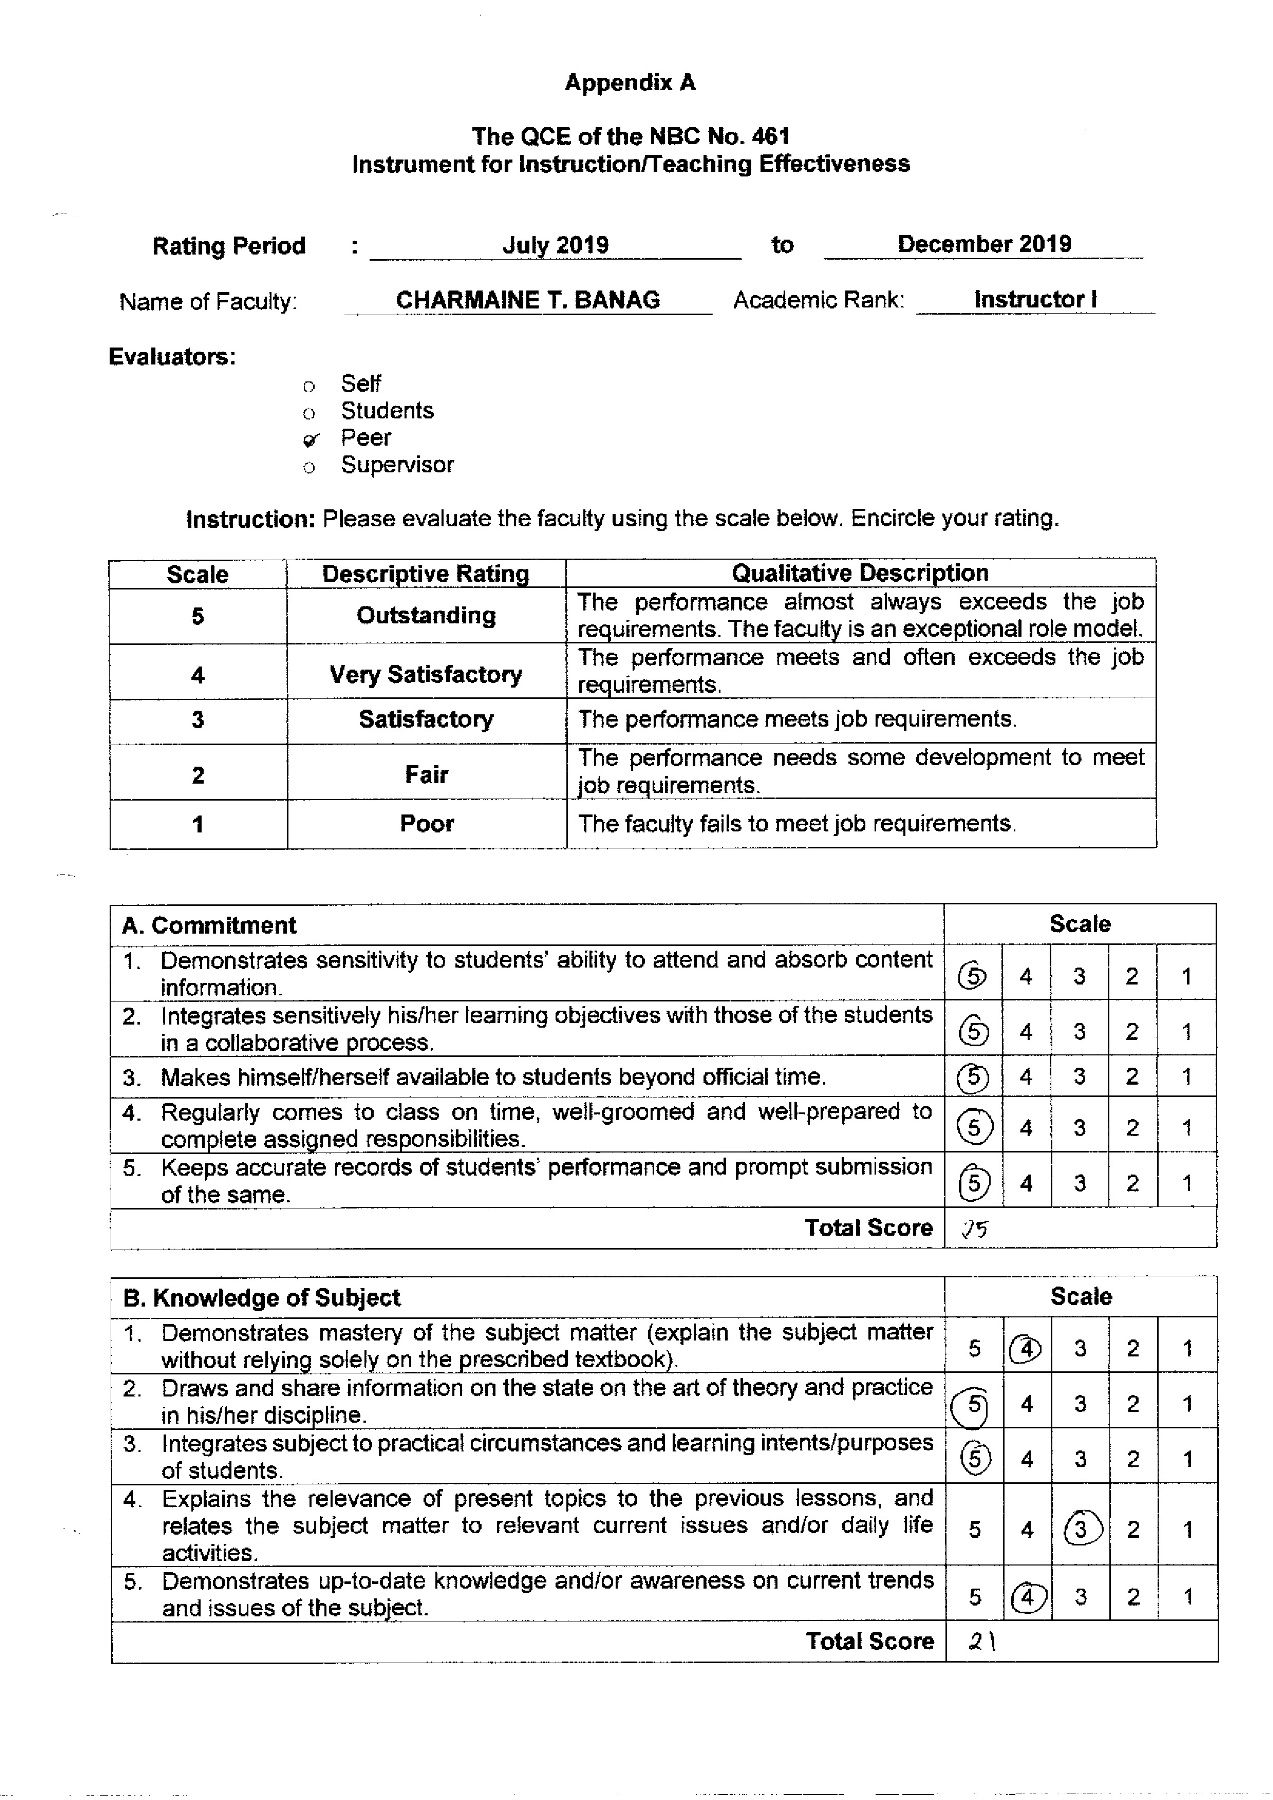 Appendix A
The QCE of the NBC No. 461
Instrument for Instruction/Teaching Effectiveness
Rating Period : July 2019 to December 2019
Name of Faculty: CHARMAINE T. BANAG Academic Rank: Instructor I
Evaluators:
Self
Students
Peer
Supervisor
Instruction: Please evaluate the faculty using the scale below. Encircle your rating.
Scale Descriptive Rating Qualitative Description
5 Outstanding The performance almost always exceeds the job
requirements. The faculty is an exceptional role model.
4 Very Satisfactory The performance meets and often exceeds the job
requirements.
3 Satisfactory The performance meets job requirements.
2 Fair The performance needs some development to meet
job requirements.
1 Poor The faculty fails to meet job requirements.
A. Commitment Scale
1. Demonstrates sensitivity to students' ability to attend and absorb content
information. 5 4 3 2 1
2. Integrates sensitively his/her learning objectives with those of the students
in a collaborative process. 5 4 3 2 1
3. Makes himself/herself available to students beyond official time. 5 4 3 2 1
4. Regularly comes to class on time, well-groomed and well-prepared to
complete assigned responsibilities. 5 4 3 2 1
5. Keeps accurate records of students' performance and prompt submission
of the same. 5 4 3 2 1
Total Score 25
B. Knowledge of Subject Scale
1. Demonstrates mastery of the subject matter (explain the subject matter
without relying solely on the prescribed textbook). 5 4 3 2 1
2. Draws and share information on the state on the art of theory and practice
in his/her discipline. 5 4 3 2 1
3. Integrates subject to practical circumstances and learning intents/purposes
of students. 5 4 3 2 1
4. Explains the relevance of present topics to the previous lessons, and
relates the subject matter to relevant current issues and/or daily life 5 4 3 2 1
activities.
5. Demonstrates up-to-date knowledge and/or awareness on current trends
and issues of the subject. 5 4 3 2 1
Total Score 21